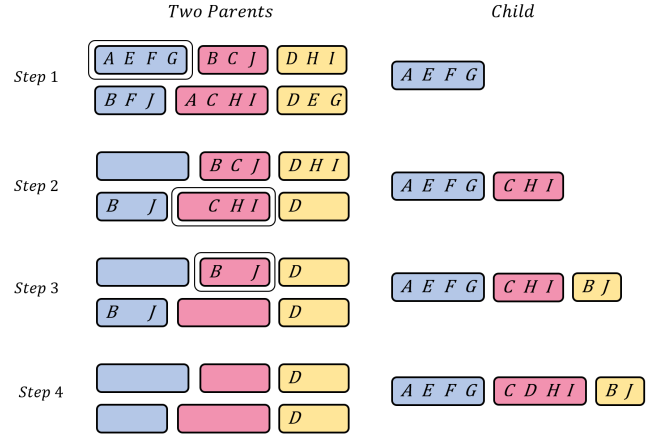 Two Parents Child
A E F G B C J D H I
Step 1 A E F G
B F J A C H I D E G
B C J D H I
Step 2 A E F G C H I
B J C H I D
B J D
Step 3 A E F G C H I B J
B J D
D
Step 4 A E F G C D H I B J
D